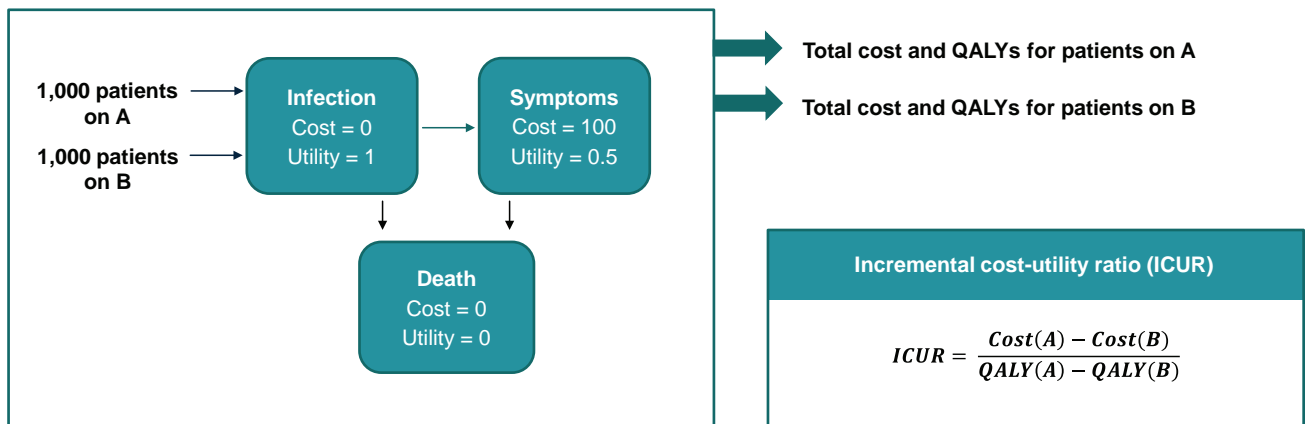 1,000 patients
on A
1,000 patients
on B
Infection
Cost = 0
Utility = 1
Symptoms
Cost = 100
Utility = 0.5
Death
Cost = 0
Utility = 0
Total cost and QALYs for patients on A
Total cost and QALYs for patients on B
Incremental cost-utility ratio (ICUR)
ICUR = Cost(A) − Cost(B)
QALY(A) − QALY(B)